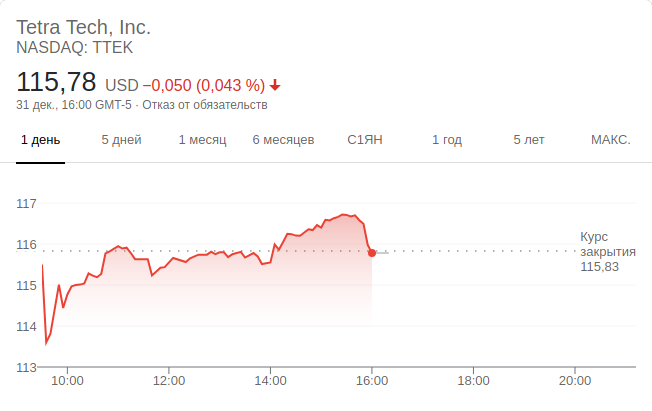 Tetra Tech, Inc.
NASDAQ: TTEK
115,78 USD −0,050 (0,043 %)
31 дек., 16:00 GMT-5 · Отказ от обязательств
1 день 5 дней 1 месяц 6 месяцев С1ЯН 1 год 5 лет МАКС.
117
116
115
114
113
Курс
закрытия
115,83
10:00 12:00 14:00 16:00 18:00 20:00